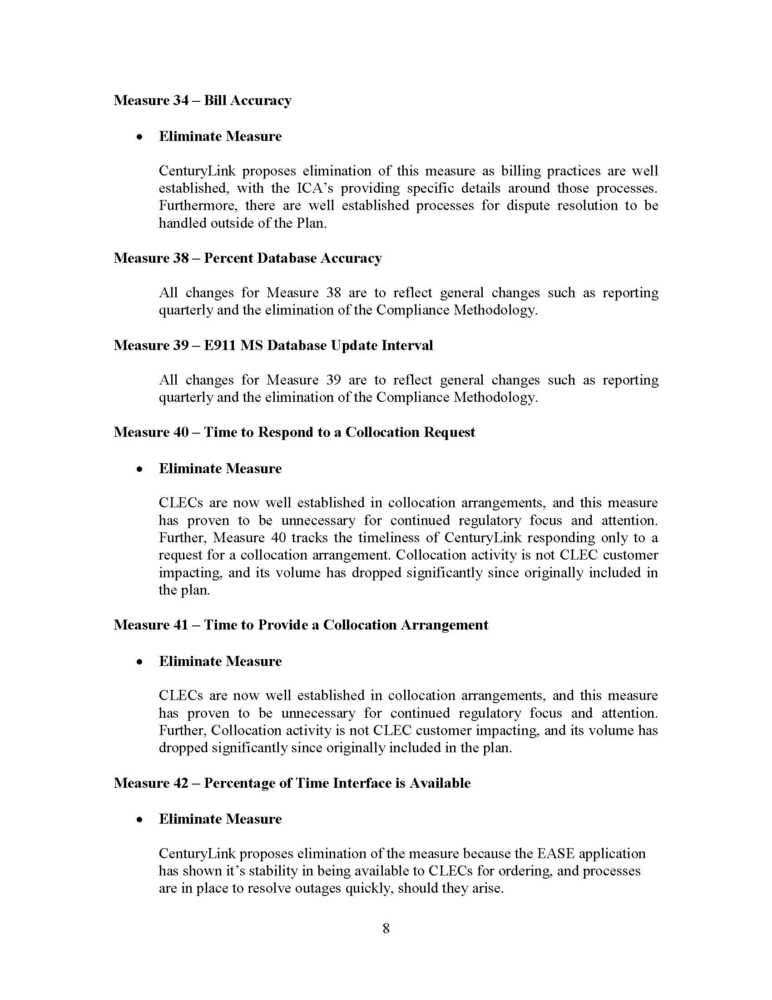 Measure 34 – Bill Accuracy
• Eliminate Measure
CenturyLink proposes elimination of this measure as billing practices are well
established, with the ICA’s providing specific details around those processes.
Furthermore, there are well established processes for dispute resolution to be
handled outside of the Plan.
Measure 38 – Percent Database Accuracy
All changes for Measure 38 are to reflect general changes such as reporting
quarterly and the elimination of the Compliance Methodology.
Measure 39 – E911 MS Database Update Interval
All changes for Measure 39 are to reflect general changes such as reporting
quarterly and the elimination of the Compliance Methodology.
Measure 40 – Time to Respond to a Collocation Request
• Eliminate Measure
CLECs are now well established in collocation arrangements, and this measure
has proven to be unnecessary for continued regulatory focus and attention.
Further, Measure 40 tracks the timeliness of CenturyLink responding only to a
request for a collocation arrangement. Collocation activity is not CLEC customer
impacting, and its volume has dropped significantly since originally included in
the plan.
Measure 41 – Time to Provide a Collocation Arrangement
• Eliminate Measure
CLECs are now well established in collocation arrangements, and this measure
has proven to be unnecessary for continued regulatory focus and attention.
Further, Collocation activity is not CLEC customer impacting, and its volume has
dropped significantly since originally included in the plan.
Measure 42 – Percentage of Time Interface is Available
• Eliminate Measure
CenturyLink proposes elimination of the measure because the EASE application
has shown it’s stability in being available to CLECs for ordering, and processes
are in place to resolve outages quickly, should they arise.
8